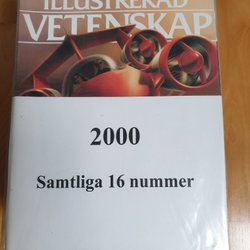 ILLUSTRERAD
VETENSKAP
2000
Samtliga 16 nummer